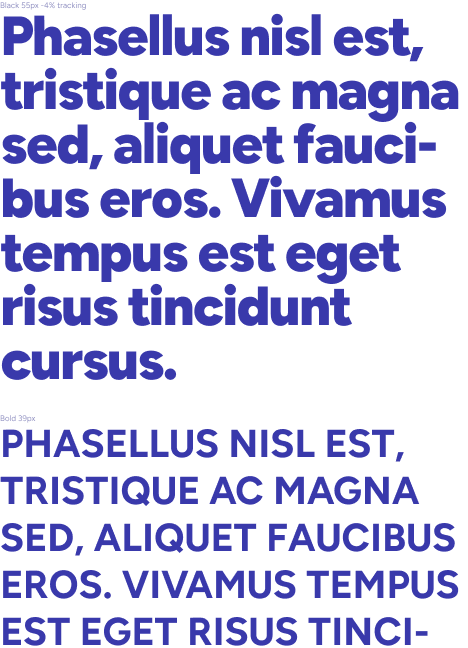 Black 55px -4% tracking
Phasellus nisl est,
tristique ac magna
sed, aliquet fauci-
bus eros. Vivamus
tempus est eget
risus tincidunt
cursus.
Bold 39px
PHASELLUS NISL EST,
TRISTIQUE AC MAGNA
SED, ALIQUET FAUCIBUS
EROS. VIVAMUS TEMPUS
EST EGET RISUS TINCI-